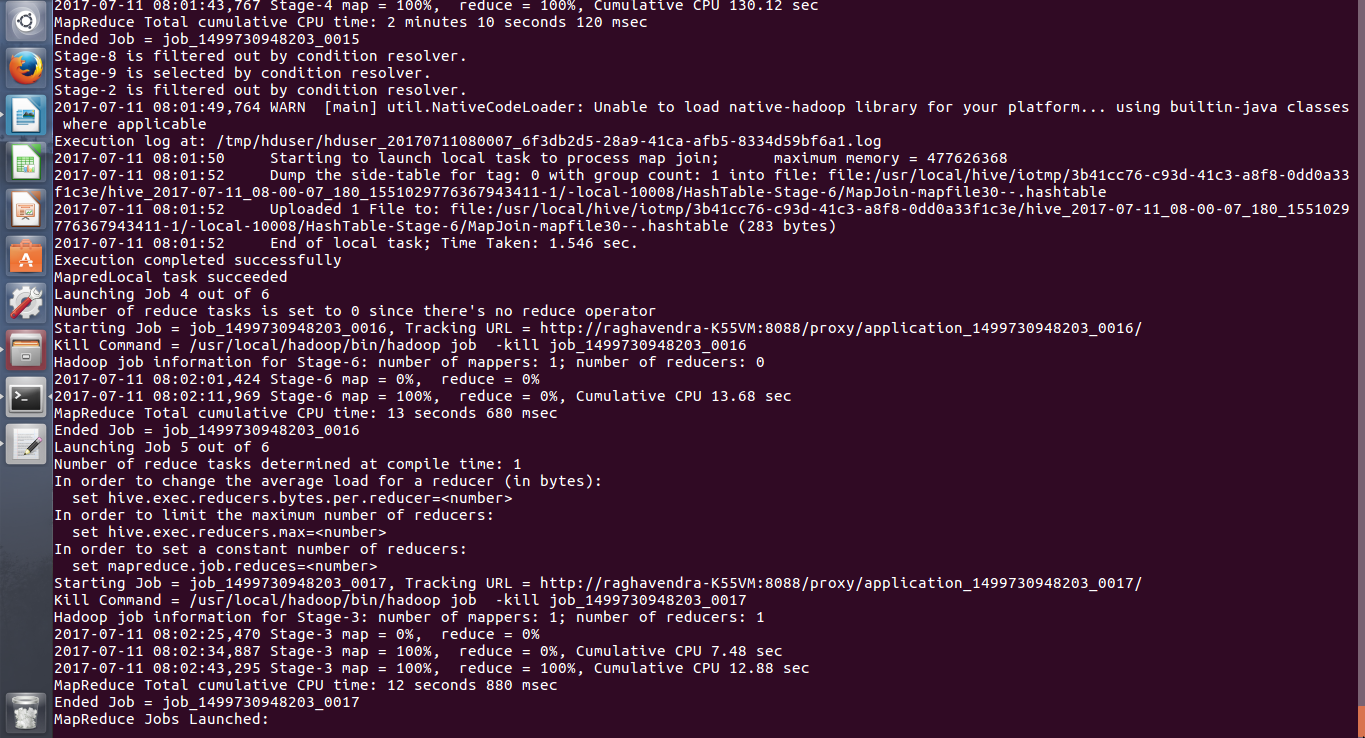 2017-07-11 08:01:43,767 Stage-4 map = 100%,  reduce = 100%, Cumulative CPU 130.12 sec
MapReduce Total cumulative CPU time: 2 minutes 10 seconds 120 msec
Ended Job = job_1499730948203_0015
Stage-8 is filtered out by condition resolver.
Stage-9 is selected by condition resolver.
Stage-2 is filtered out by condition resolver.
2017-07-11 08:01:49,764 WARN  [main] util.NativeCodeLoader: Unable to load native-hadoop library for your platform... using builtin-java classes
 where applicable
Execution log at: /tmp/hduser/hduser_20170711080007_6f3db2d5-28a9-41ca-afb5-8334d59bf6a1.log
2017-07-11 08:01:50     Starting to launch local task to process map join;      maximum memory = 477626368
2017-07-11 08:01:52     Dump the side-table for tag: 0 with group count: 1 into file: file:/usr/local/hive/iotmp/3b41cc76-c93d-41c3-a8f8-0dd0a33
f1c3e/hive_2017-07-11_08-00-07_180_1551029776367943411-1/-local-10008/HashTable-Stage-6/MapJoin-mapfile30--.hashtable
2017-07-11 08:01:52     Uploaded 1 File to: file:/usr/local/hive/iotmp/3b41cc76-c93d-41c3-a8f8-0dd0a33f1c3e/hive_2017-07-11_08-00-07_180_1551029
776367943411-1/-local-10008/HashTable-Stage-6/MapJoin-mapfile30--.hashtable (283 bytes)
2017-07-11 08:01:52     End of local task; Time Taken: 1.546 sec.
Execution completed successfully
MapredLocal task succeeded
Launching Job 4 out of 6
Number of reduce tasks is set to 0 since there's no reduce operator
Starting Job = job_1499730948203_0016, Tracking URL = http://raghavendra-K55VM:8088/proxy/application_1499730948203_0016/
Kill Command = /usr/local/hadoop/bin/hadoop job  -kill job_1499730948203_0016
Hadoop job information for Stage-6: number of mappers: 1; number of reducers: 0
2017-07-11 08:02:01,424 Stage-6 map = 0%,  reduce = 0%
2017-07-11 08:02:11,969 Stage-6 map = 100%,  reduce = 0%, Cumulative CPU 13.68 sec
MapReduce Total cumulative CPU time: 13 seconds 680 msec
Ended Job = job_1499730948203_0016
Launching Job 5 out of 6
Number of reduce tasks determined at compile time: 1
In order to change the average load for a reducer (in bytes):
  set hive.exec.reducers.bytes.per.reducer=<number>
In order to limit the maximum number of reducers:
  set hive.exec.reducers.max=<number>
In order to set a constant number of reducers:
  set mapreduce.job.reduces=<number>
Starting Job = job_1499730948203_0017, Tracking URL = http://raghavendra-K55VM:8088/proxy/application_1499730948203_0017/
Kill Command = /usr/local/hadoop/bin/hadoop job  -kill job_1499730948203_0017
Hadoop job information for Stage-3: number of mappers: 1; number of reducers: 1
2017-07-11 08:02:25,470 Stage-3 map = 0%,  reduce = 0%
2017-07-11 08:02:34,887 Stage-3 map = 100%,  reduce = 0%, Cumulative CPU 7.48 sec
2017-07-11 08:02:43,295 Stage-3 map = 100%,  reduce = 100%, Cumulative CPU 12.88 sec
MapReduce Total cumulative CPU time: 12 seconds 880 msec
Ended Job = job_1499730948203_0017
MapReduce Jobs Launched: